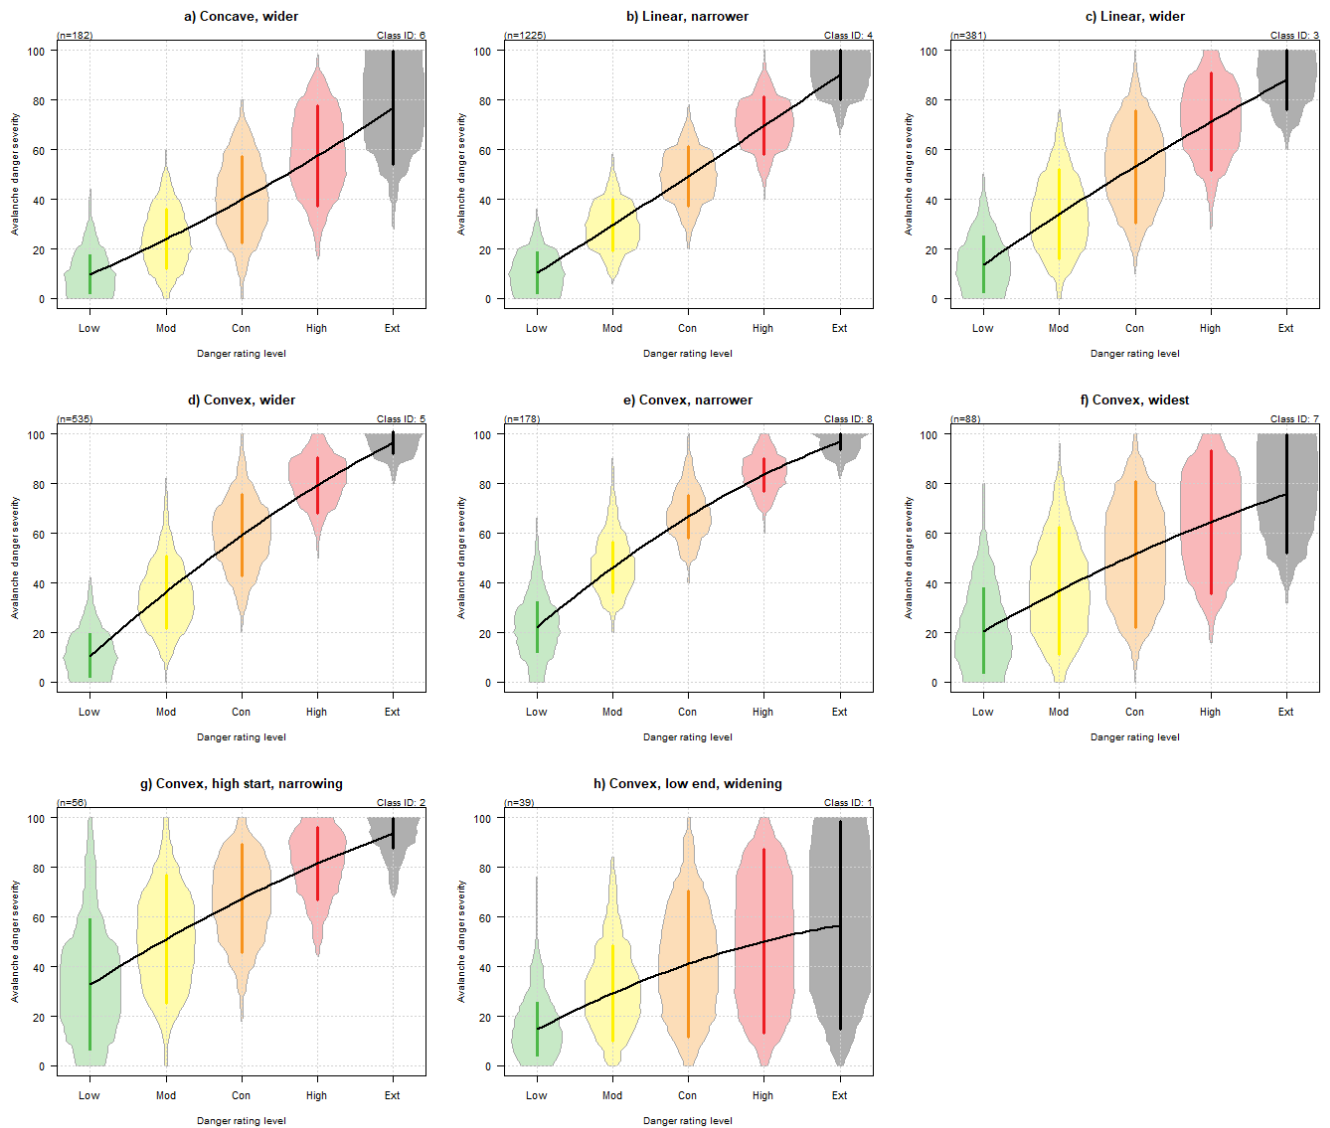 a) Concave, wider
(n=182) Class ID: 6
100
80
60
40
20
0
Avalanche danger severity
Low Mod Con High Ext
Danger rating level
b) Linear, narrower
(n=1225) Class ID: 4
100
80
60
40
20
0
Avalanche danger severity
Low Mod Con High Ext
Danger rating level
c) Linear, wider
(n=381) Class ID: 3
100
80
60
40
20
0
Avalanche danger severity
Low Mod Con High Ext
Danger rating level
d) Convex, wider
(n=535) Class ID: 5
100
80
60
40
20
0
Avalanche danger severity
Low Mod Con High Ext
Danger rating level
e) Convex, narrower
(n=178) Class ID: 8
100
80
60
40
20
0
Avalanche danger severity
Low Mod Con High Ext
Danger rating level
f) Convex, widest
(n=88) Class ID: 7
100
80
60
40
20
0
Avalanche danger severity
Low Mod Con High Ext
Danger rating level
g) Convex, high start, narrowing
(n=56) Class ID: 2
100
80
60
40
20
0
Avalanche danger severity
Low Mod Con High Ext
Danger rating level
h) Convex, low end, widening
(n=39) Class ID: 1
100
80
60
40
20
0
Avalanche danger severity
Low Mod Con High Ext
Danger rating level